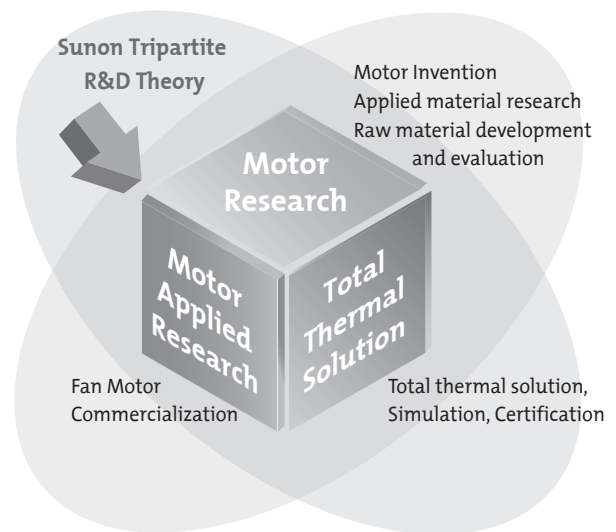 Sunon Tripartite
R&D Theory
Motor Invention
Applied material research
Raw material development
and evaluation
Motor
Research
Motor
Applied
Research
Total
Thermal
Solution
Fan Motor
Commercialization
Total thermal solution,
Simulation, Certification